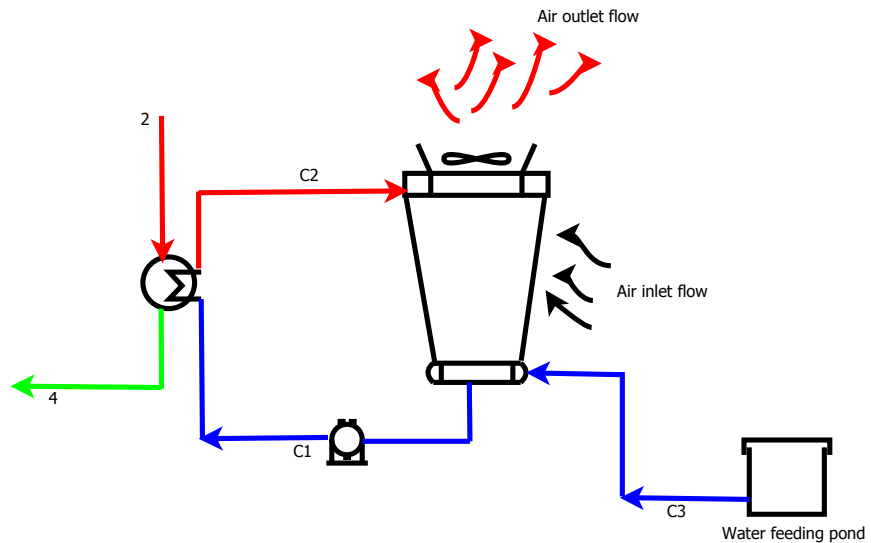 Air outlet flow
2
C2
Air inlet flow
4
C1
C3
Water feeding pond